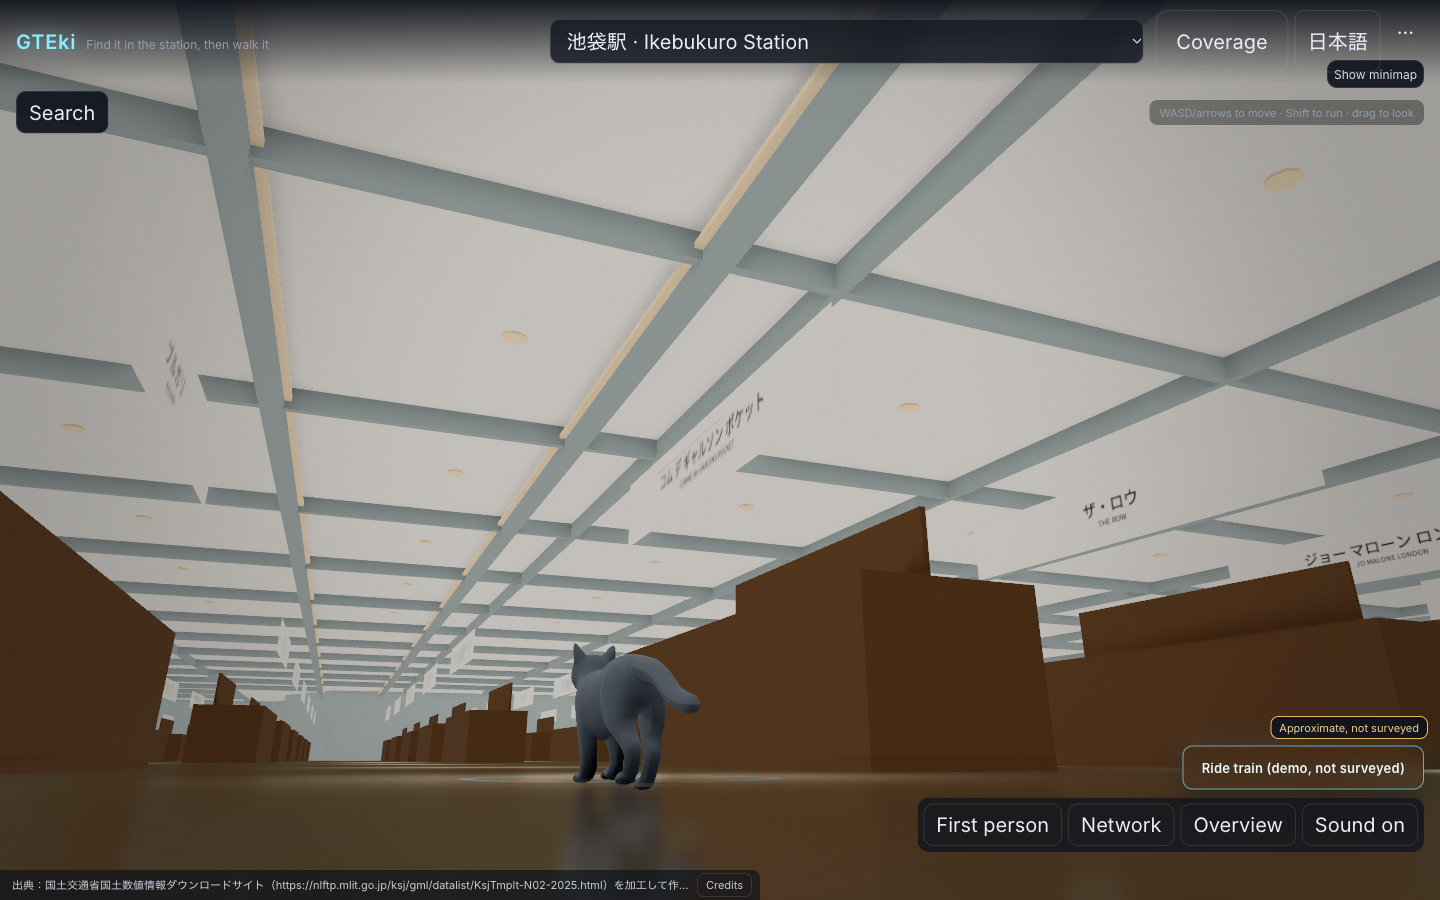 GTEki Find it in the station, then walk it
池袋駅 · Ikebukuro Station
Coverage
日本語
...
Show minimap
Search
WASD/arrows to move · Shift to run · drag to look
コム デ ギャルソン ポケット
ザ・ロウ
THE ROW
ジョー マローン ロン
JO MALONE LONDON
Approximate, not surveyed
Ride train (demo, not surveyed)
First person
Network
Overview
Sound on
出典：国土交通省国土数値情報ダウンロードサイト（https://nlftp.mlit.go.jp/ksj/gml/datalist/KsjTmplt-N02-2025.html）を加工して作...
Credits